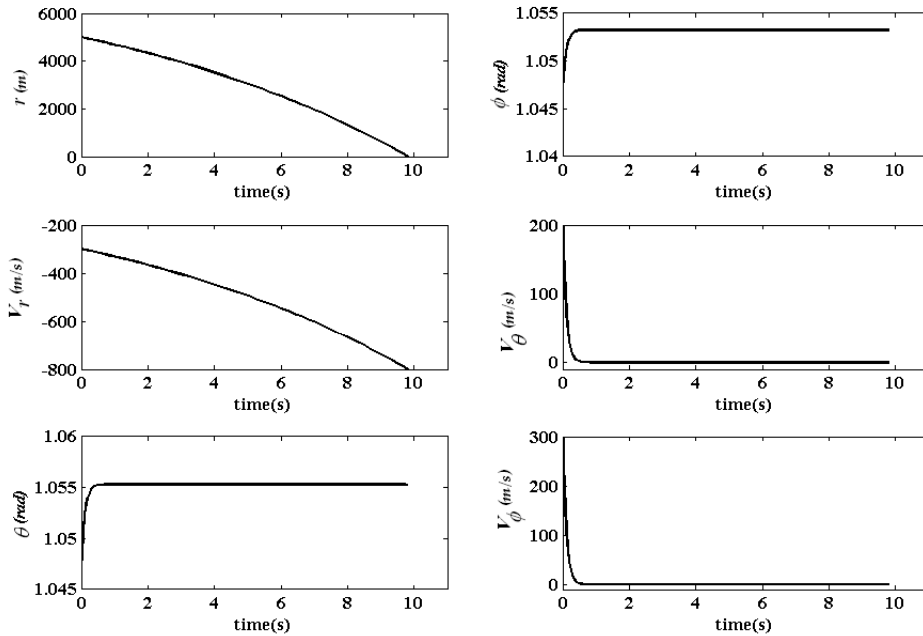 6000
4000
2000
0
r (m)
0 2 4 6 8 10
time(s)
1.055
1.05
1.045
1.04
ϕ (rad)
0 2 4 6 8 10
time(s)
-200
-400
-600
-800
V_r (m/s)
0 2 4 6 8 10
time(s)
200
100
0
V_θ (m/s)
0 2 4 6 8 10
time(s)
1.06
1.055
1.05
1.045
θ (rad)
0 2 4 6 8 10
time(s)
300
200
100
0
V_ϕ (m/s)
0 2 4 6 8 10
time(s)